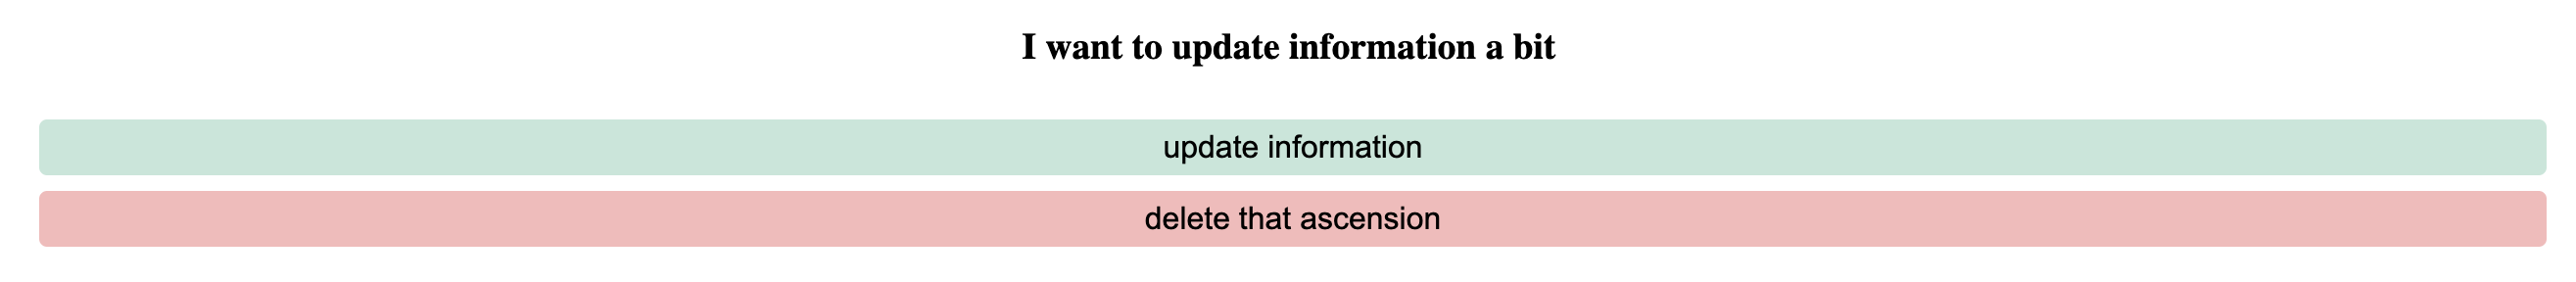 I want to update information a bit
update information
delete that ascension